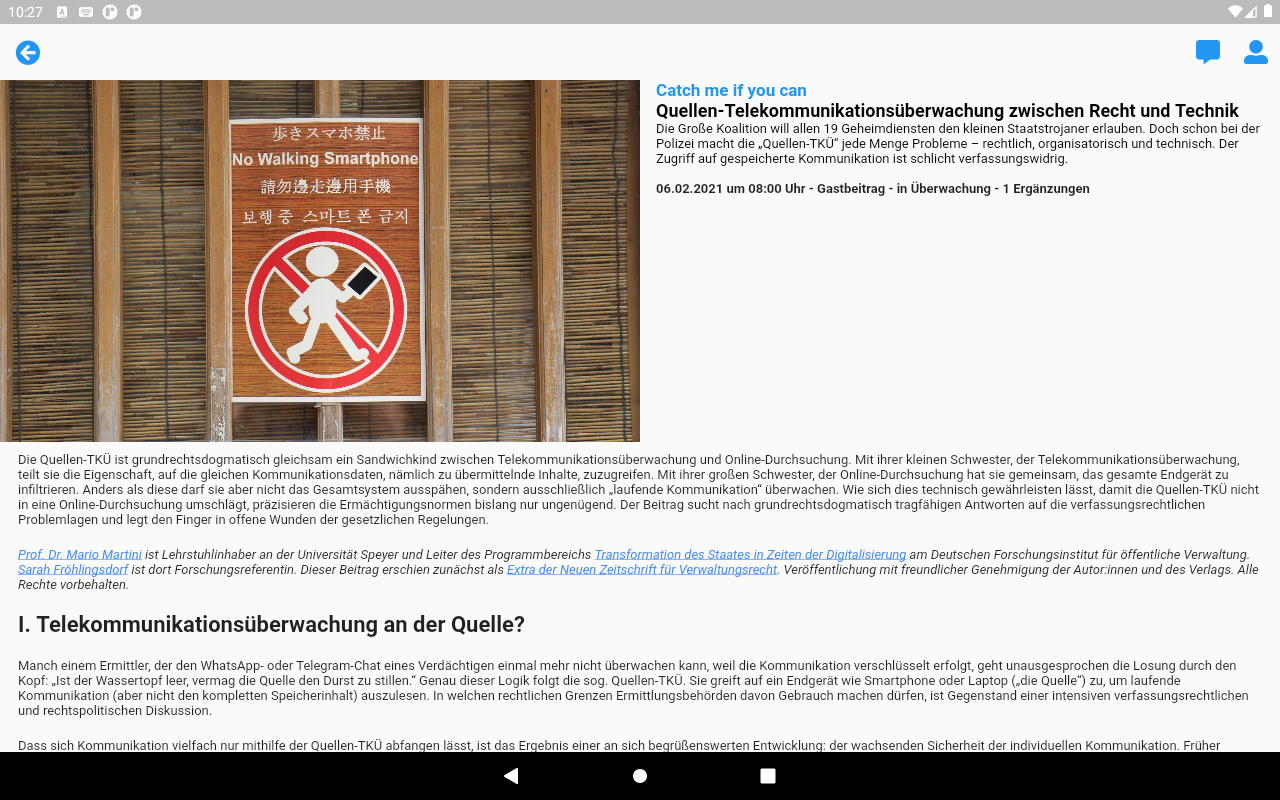 10:27
Catch me if you can
Quellen-Telekommunikationsüberwachung zwischen Recht und Technik
Die Große Koalition will allen 19 Geheimdiensten den kleinen Staatstrojaner erlauben. Doch schon bei der
Polizei macht die „Quellen-TKÜ“ jede Menge Probleme – rechtlich, organisatorisch und technisch. Der
Zugriff auf gespeicherte Kommunikation ist schlicht verfassungswidrig.
06.02.2021 um 08:00 Uhr - Gastbeitrag - in Überwachung - 1 Ergänzungen
歩きスマホ禁止
No Walking Smartphone
請勿邊走邊用手機
보행 중 스마트 폰 금지
Die Quellen-TKÜ ist grundrechtsdogmatisch gleichsam ein Sandwichkind zwischen Telekommunikationsüberwachung und Online-Durchsuchung. Mit ihrer kleinen Schwester, der Telekommunikationsüberwachung,
teilt sie die Eigenschaft, auf die gleichen Kommunikationsdaten, nämlich zu übermittelnde Inhalte, zuzugreifen. Mit ihrer großen Schwester, der Online-Durchsuchung hat sie gemeinsam, das gesamte Endgerät zu
infiltrieren. Anders als diese darf sie aber nicht das Gesamtsystem ausspähen, sondern ausschließlich „laufende Kommunikation“ überwachen. Wie sich dies technisch gewährleisten lässt, damit die Quellen-TKÜ nicht
in eine Online-Durchsuchung umschlägt, präzisieren die Ermächtigungsnormen bislang nur ungenügend. Der Beitrag sucht nach grundrechtsdogmatisch tragfähigen Antworten auf die verfassungsrechtlichen
Problemlagen und legt den Finger in offene Wunden der gesetzlichen Regelungen.
Prof. Dr. Mario Martini ist Lehrstuhlinhaber an der Universität Speyer und Leiter des Programmbereichs Transformation des Staates in Zeiten der Digitalisierung am Deutschen Forschungsinstitut für öffentliche Verwaltung.
Sarah Fröhlingsdorf ist dort Forschungsreferentin. Dieser Beitrag erschien zunächst als Extra der Neuen Zeitschrift für Verwaltungsrecht. Veröffentlichung mit freundlicher Genehmigung der Autor:innen und des Verlags. Alle
Rechte vorbehalten.
I. Telekommunikationsüberwachung an der Quelle?
Manch einem Ermittler, der den WhatsApp- oder Telegram-Chat eines Verdächtigen einmal mehr nicht überwachen kann, weil die Kommunikation verschlüsselt erfolgt, geht unausgesprochen die Losung durch den
Kopf: „Ist der Wassertopf leer, vermag die Quelle den Durst zu stillen.“ Genau dieser Logik folgt die sog. Quellen-TKÜ. Sie greift auf ein Endgerät wie Smartphone oder Laptop („die Quelle“) zu, um laufende
Kommunikation (aber nicht den kompletten Speicherinhalt) auszulesen. In welchen rechtlichen Grenzen Ermittlungsbehörden davon Gebrauch machen dürfen, ist Gegenstand einer intensiven verfassungsrechtlichen
und rechtspolitischen Diskussion.
Dass sich Kommunikation vielfach nur mithilfe der Quellen-TKÜ abfangen lässt, ist das Ergebnis einer an sich begrüßenswerten Entwicklung: der wachsenden Sicherheit der individuellen Kommunikation. Früher